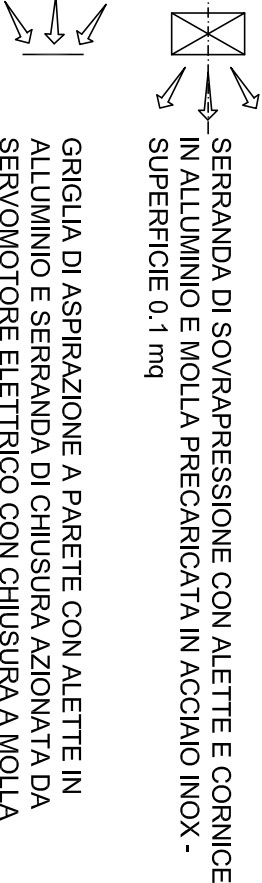 SERRANDA DI SOVRAPRESSIONE CON ALETTE E CORNICE
IN ALLUMINIO E MOLLA PRECARICATA IN ACCIAIO INOX -
SUPERFICIE 0.1 mq
GRIGLIA DI ASPIRAZIONE A PARETE CON ALETTE IN
ALLUMINIO E SERRANDA DI CHIUSURA AZIONATA DA
SERVOMOTORE ELETTRICO CON CHIUSURA A MOLLA